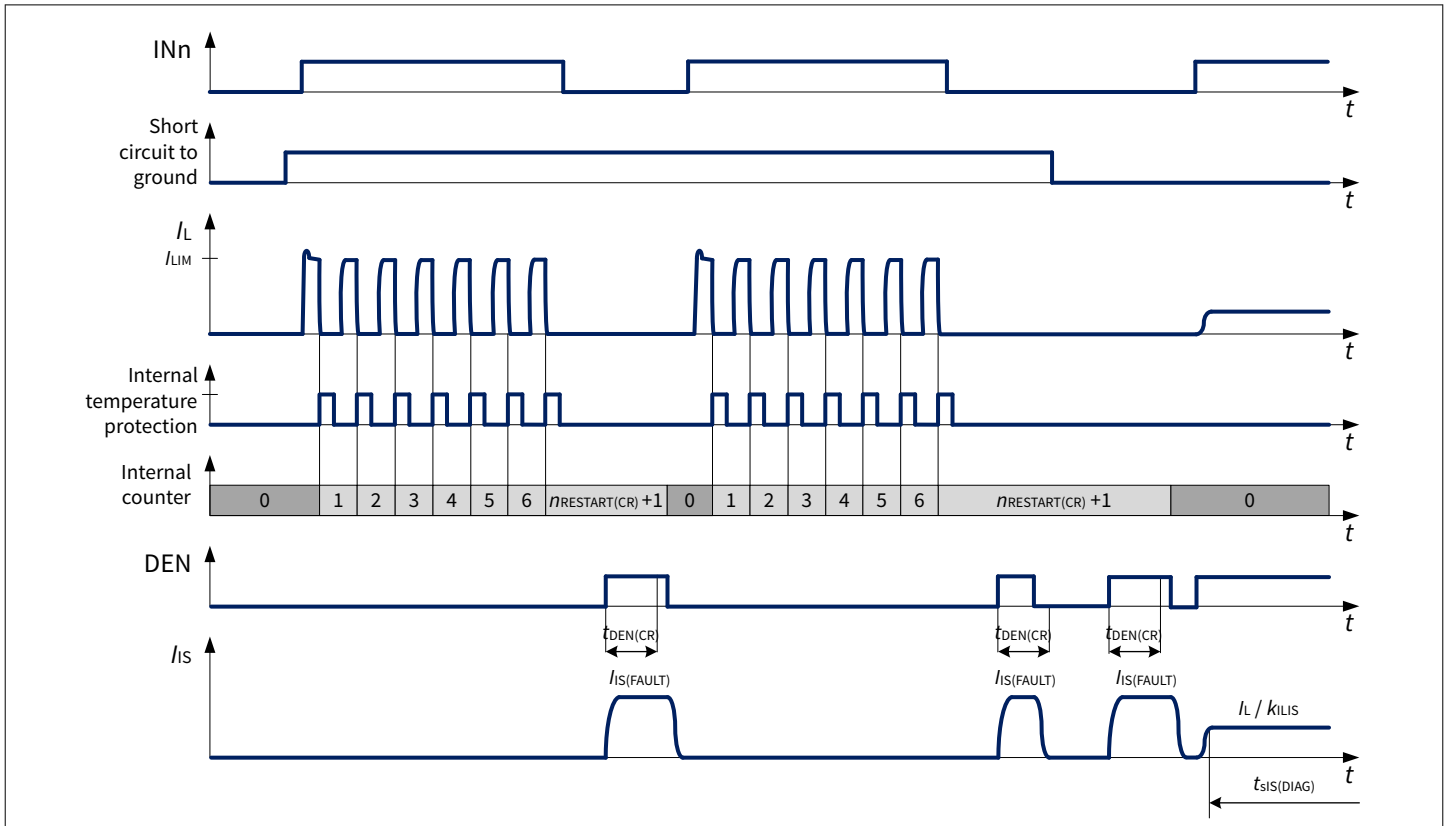 INn
t
Short
circuit to
ground
t
IL
ILIM
t
Internal
temperature
protection
t
Internal
counter
0 1 2 3 4 5 6 nRESTART(CR) +1 0 1 2 3 4 5 6 nRESTART(CR) +1 0
t
DEN
t
tDEN(CR) tDEN(CR) tDEN(CR)
IIS
IIS(FAULT) IIS(FAULT) IIS(FAULT)
IL / kILIS
t
tsIS(DIAG)